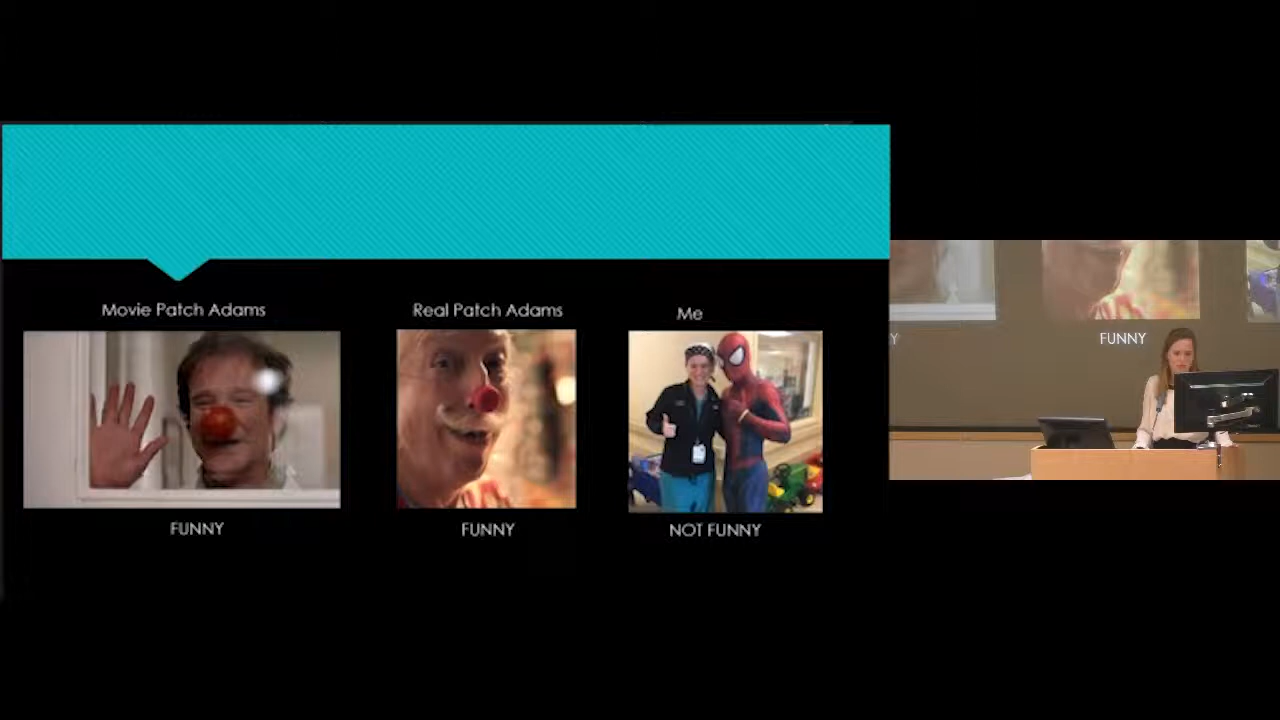 Movie Patch Adams
Real Patch Adams
Me
FUNNY
FUNNY
NOT FUNNY
Y
FUNNY